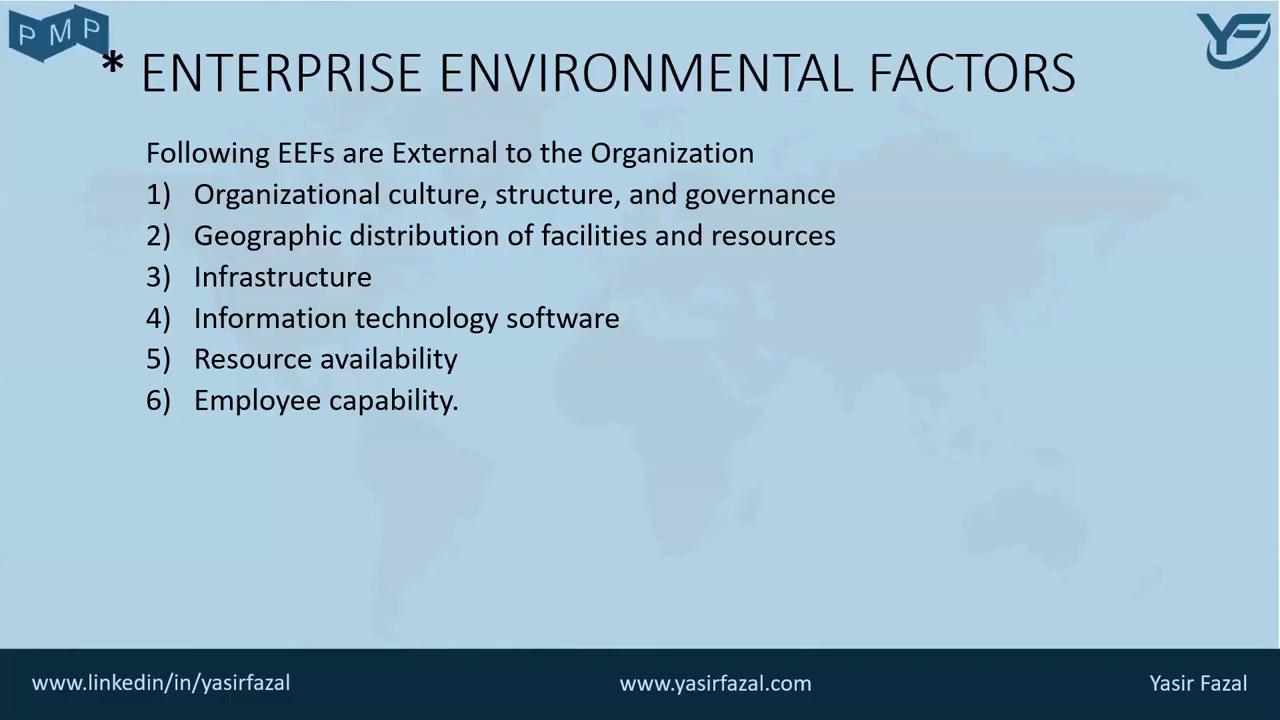 PMP
YF
* ENTERPRISE ENVIRONMENTAL FACTORS
Following EEFs are External to the Organization
1) Organizational culture, structure, and governance
2) Geographic distribution of facilities and resources
3) Infrastructure
4) Information technology software
5) Resource availability
6) Employee capability.
www.linkedin/in/yasirfazal
www.yasirfazal.com
Yasir Fazal